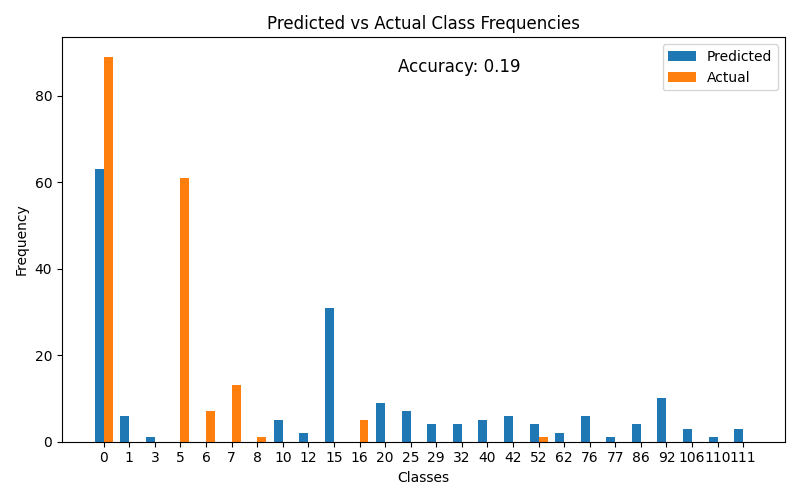 Predicted vs Actual Class Frequencies
Accuracy: 0.19
Predicted
Actual
Frequency
80
60
40
20
0
0 1 3 5 6 7 8 10 12 15 16 20 25 29 32 40 42 52 62 76 77 86 92 106 110 111
Classes